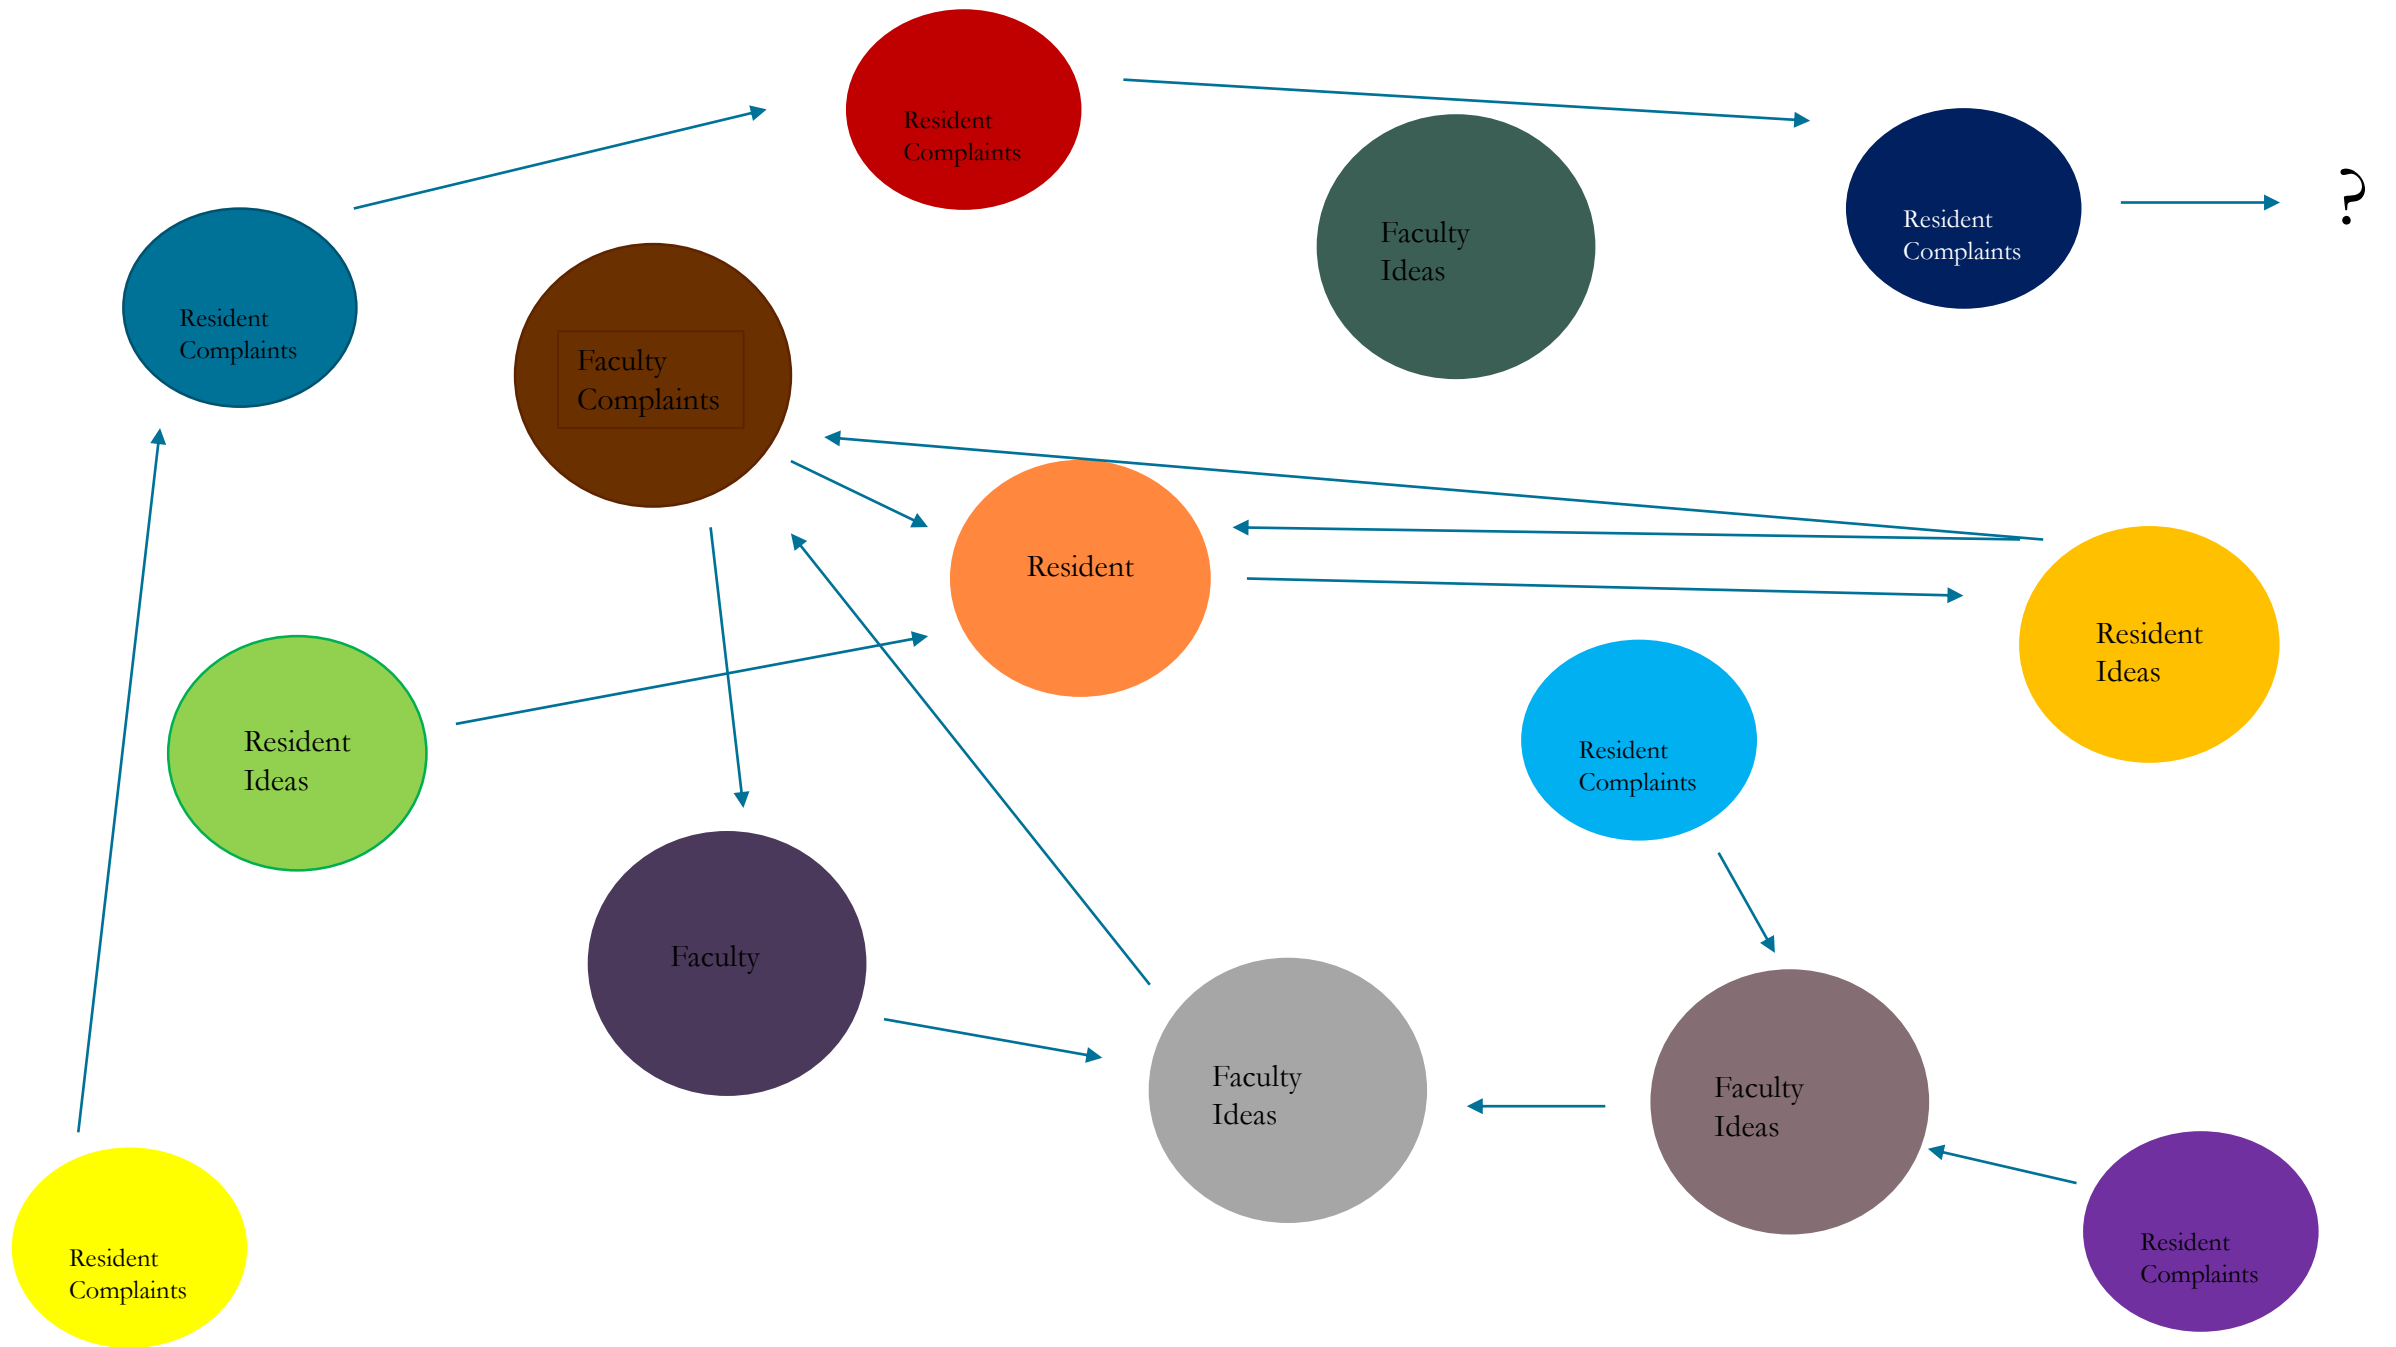 Resident
Complaints
Resident
Complaints
?
Faculty
Ideas
Resident
Complaints
Faculty
Complaints
Resident
Resident
Ideas
Resident
Ideas
Resident
Complaints
Faculty
Faculty
Ideas
Faculty
Ideas
Resident
Complaints
Resident
Complaints